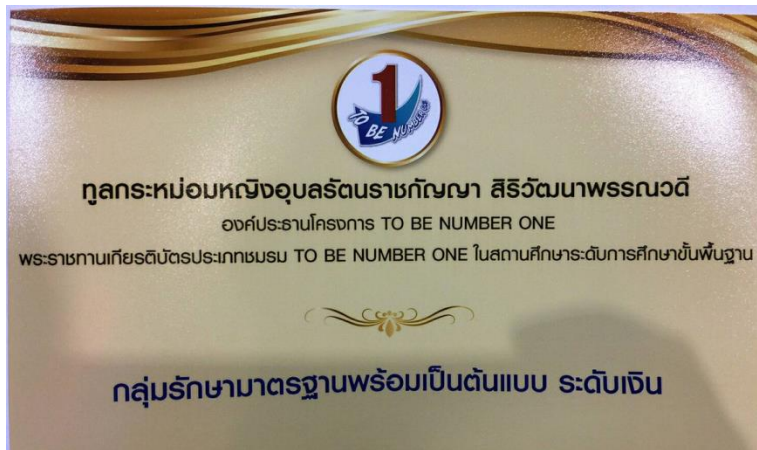 1
TO BE NUMBER
ทูลกระหม่อมหญิงอุบลรัตนราชกัญญา สิริวัฒนาพรรณวดี
องค์ประธานโครงการ TO BE NUMBER ONE
พระราชทานเกียรติบัตรประเภทชมรม TO BE NUMBER ONE ในสถานศึกษาระดับการศึกษาขั้นพื้นฐาน
กลุ่มรักษามาตรฐานพร้อมเป็นต้นแบบ ระดับเงิน